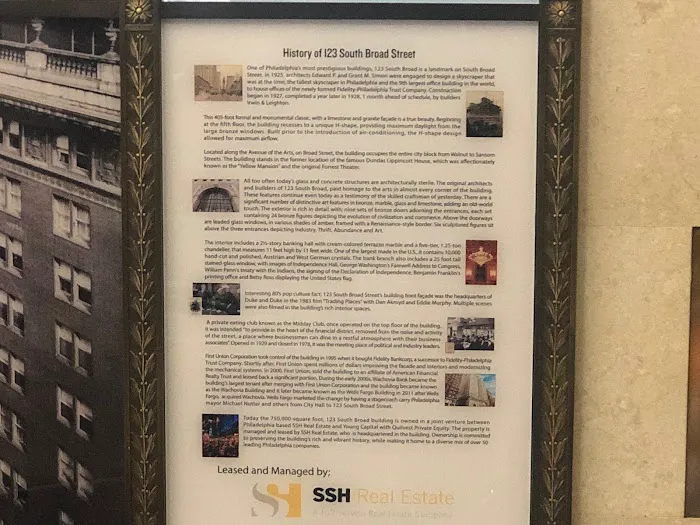 History of 123 South Broad Street
One of Philadelphia's most prestigious buildings, 123 South Broad is a landmark on South Broad
Street. In 1925, architects Edward P. and Grant M. Simon were engaged to design a skyscraper that
was at the time, the tallest skyscraper in Philadelphia and the 9th largest office building in the world,
to house offices of the newly formed Fidelity-Philadelphia Trust Company. Construction
began in 1927, completed a year later in 1928, 1 month ahead of schedule, by builders
Irwin & Leighton.
This 405-foot formal and monumental classic, with a limestone and granite façade is a true beauty. Beginning
at the fifth floor, the building recesses in a unique H-shape, providing maximum daylight from the
large bronze windows. Built prior to the introduction of air-conditioning, the H-shape design
allowed for maximum airflow.
Located along the Avenue of the Arts, on Broad Street, the building occupies the entire city block from Walnut to Sansom
Streets. The building stands in the former location of the famous Dundas Lippincott House, which was affectionately
known as the "Yellow Mansion" and the original Forrest Theater.
All too often today's glass and concrete structures are architecturally sterile. The original architects
and builders of 123 South Broad, paid homage to the arts in almost every corner of the building.
These features continue even today as a testimony of the skilled craftsman of yesterday. There are a
significant number of distinctive art features in bronze, marble, glass and limestone, adding an old-world
touch. The exterior is rich in detail with nine sets of bronze doors adorning the entrances, each set
containing 24 bronze figures depicting the evolution of civilization and commerce. Above the doorways
are leaded glass windows, in various shades of amber, framed with a Renaissance-style border. Six sculptured figures sit
above the three entrances depicting Industry, Thrift, Abundance and Art.
The interior includes a 2½-story banking hall with cream-colored terrazzo marble and a five-tier, 1.25-ton
chandelier, that measures 11 feet high by 11 feet wide. One of the largest made in the U.S., it contains 10,000
hand-cut and polished, Austrian and West German crystals. The bank branch also includes a 25 foot tall
stained-glass window, with images of Independence Hall, George Washington's Farewell Address to Congress,
William Penn's treaty with the Indians, the signing of the Declaration of Independence, Benjamin Franklin's
printing office and Betsy Ross displaying the United States flag.
Interesting 80's pop culture fact: 123 South Broad Street's building front façade was the headquarters of
Duke and Duke in the 1983 film "Trading Places" with Dan Akroyd and Eddie Murphy. Multiple scenes
were also filmed in the building's rich interior spaces.
A private eating club known as the Midday Club, once operated on the top floor of the building.
It was intended "to provide in the heart of the financial district, removed from the noise and activity
of the street, a place where businessmen can dine in a restful atmosphere with their business
associates". Opened in 1929 and closed in 1978, it was the meeting place of political and industry leaders.
First Union Corporation took control of the building in 1995 when it bought Fidelity Bankcorp, a successor to Fidelity-Philadelphia
Trust Company. Shortly after, First Union spent millions of dollars improving the facade and interiors and modernizing
the mechanical systems. In 2000, First Union, sold the building to an affiliate of American Financial
Realty Trust and leased back a significant portion. During the early 2000s, Wachovia Bank became the
building's largest tenant after merging with First Union Corporation and the building became known
as the Wachovia Building and it later became known as the Wells Fargo Building in 2011 after Wells
Fargo, acquired Wachovia. Wells Fargo marketed the change by having a stagecoach carry Philadelphia
mayor Michael Nutter and others from City Hall to 123 South Broad Street.
Today the 750,000 square foot, 123 South Broad building is owned in a joint venture between
Philadelphia based SSH Real Estate and Young Capital with Quilvest Private Equity. The property is
managed and leased by SSH Real Estate, who is headquartered in the building. Ownership is committed
to preserving the building's rich and vibrant history, while making it home to a diverse mix of over 50
leading Philadelphia companies.
Leased and Managed by:
SH SSH Real Estate